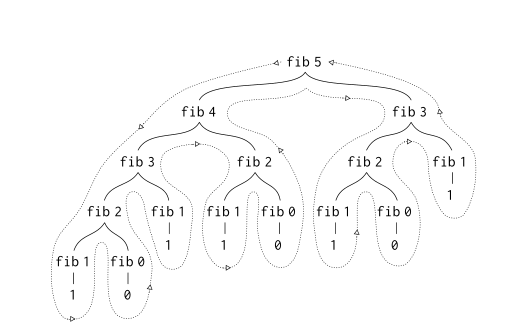 fib 5
fib 4 fib 3
fib 3 fib 2 fib 2 fib 1
1
fib 2 fib 1 fib 1 fib 0 fib 1 fib 0
1 1 0 1 0
fib 1 fib 0
1 0